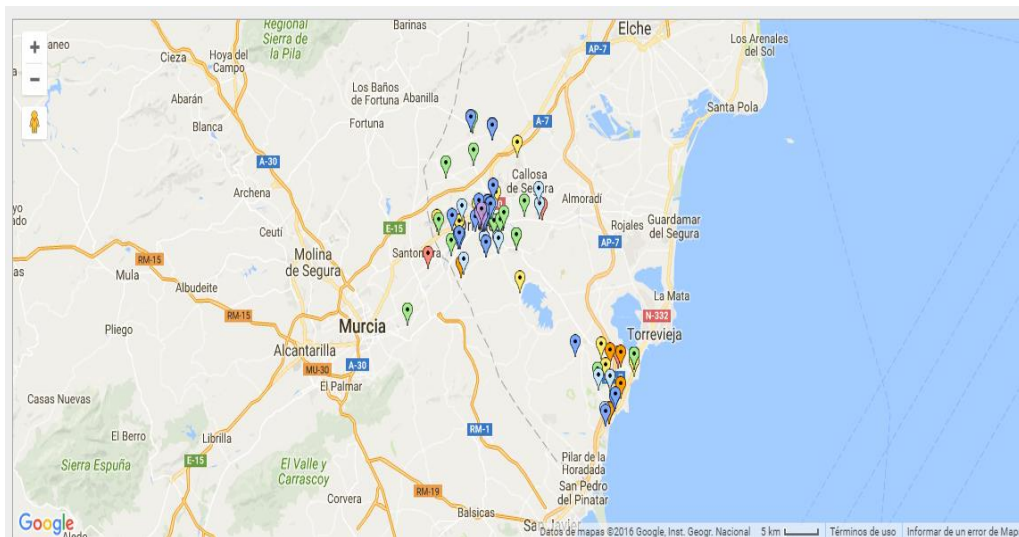 Regional
Sierra de
la Pila
Barinas
Elche
AP-7
Los Arenales
del Sol
Cieza
Hoya del
Campo
Los Baños
de Fortuna
Abanilla
Abarán
Santa Pola
Blanca
Fortuna
A-7
A-30
Callosa
de Segura
Archena
Almoradí
Rojales
Guardamar
del Segura
Ceutí
E-15
AP-7
Molina
de Segura
Santomera
RM-15
Mula
Albudeite
La Mata
RM-15
N-332
Pliego
Murcia
Torrevieja
Alcantarilla
A-30
MU-30
El Palmar
Casas Nuevas
RM-1
El Berro
Librilla
Pilar de la
Horadada
Sierra Espuña
E-15
El Valle y
Carrascoy
San Pedro
del Pinatar
RM-19
Corvera
Balsicas
Google
San Javier
Datos de mapas ©2016 Google, Inst. Geogr. Nacional
5 km
Términos de uso
Informar de un error de Map